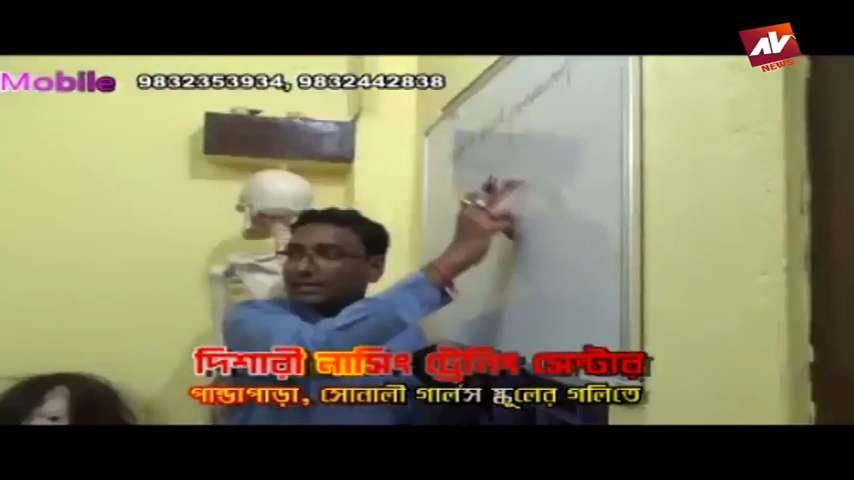 AV
NEWS
Mobile 9832353934, 9832442838
দিশারী নার্সিং ট্রেনিং সেন্টার
পান্ডাপাড়া, সোনালী গার্লস স্কুলের গলিতে